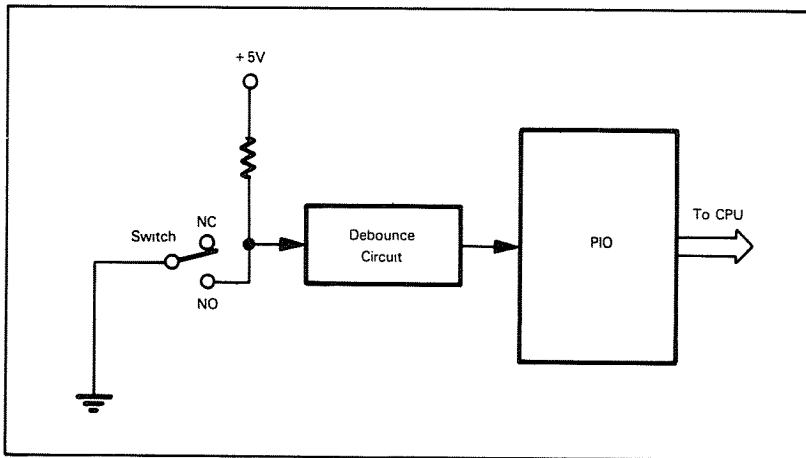 + 5V
NC
Switch
NO
Debounce
Circuit
PIO
To CPU